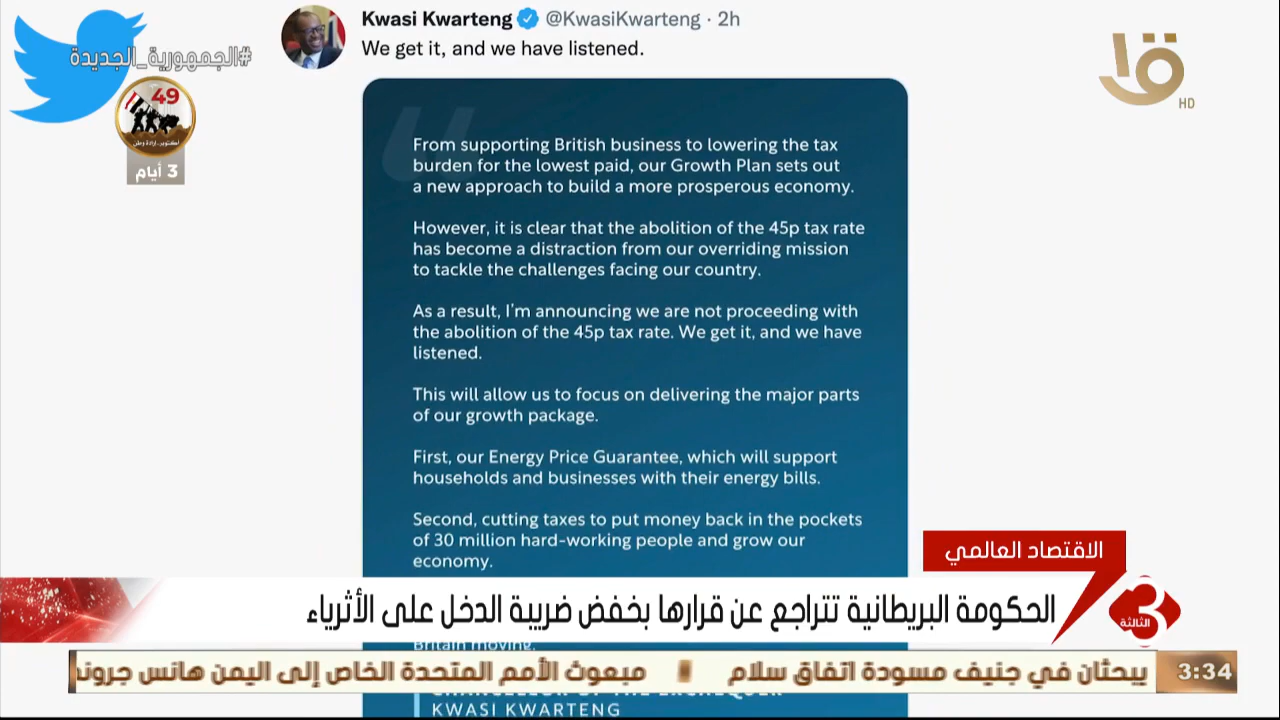 Kwasi Kwarteng @KwasiKwarteng · 2h
We get it, and we have listened.
#الجمهورية_الجديدة
49
أكتوبر..إرادة وطن
3 أيام
HD
From supporting British business to lowering the tax
burden for the lowest paid, our Growth Plan sets out
a new approach to build a more prosperous economy.
However, it is clear that the abolition of the 45p tax rate
has become a distraction from our overriding mission
to tackle the challenges facing our country.
As a result, I'm announcing we are not proceeding with
the abolition of the 45p tax rate. We get it, and we have
listened.
This will allow us to focus on delivering the major parts
of our growth package.
First, our Energy Price Guarantee, which will support
households and businesses with their energy bills.
Second, cutting taxes to put money back in the pockets
of 30 million hard-working people and grow our
economy.
الاقتصاد العالمي
الحكومة البريطانية تتراجع عن قرارها بخفض ضريبة الدخل على الأثرياء
3 الثالثة
Britain moving.
يبحثان في جنيف مسودة اتفاق سلام
مبعوث الأمم المتحدة الخاص إلى اليمن هانس جروند
3:34
CHANCELLOR OF THE EXCHEQUER
KWASI KWARTENG